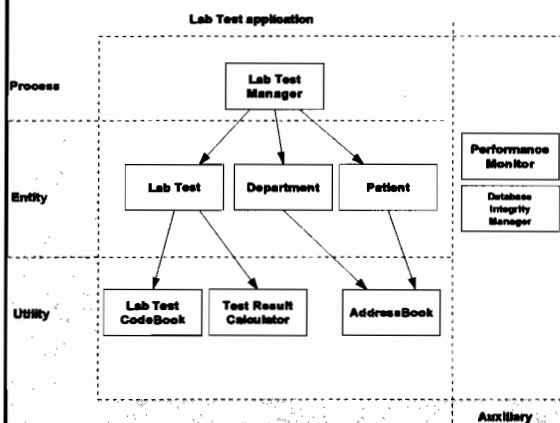 Lab Test application
Process
Lab Test
Manager
Performance
Monitor
Entity
Lab Test
Department
Patient
Database
Integrity
Manager
Utility
Lab Test
CodeBook
Test Result
Calculator
AddressBook
Auxiliary